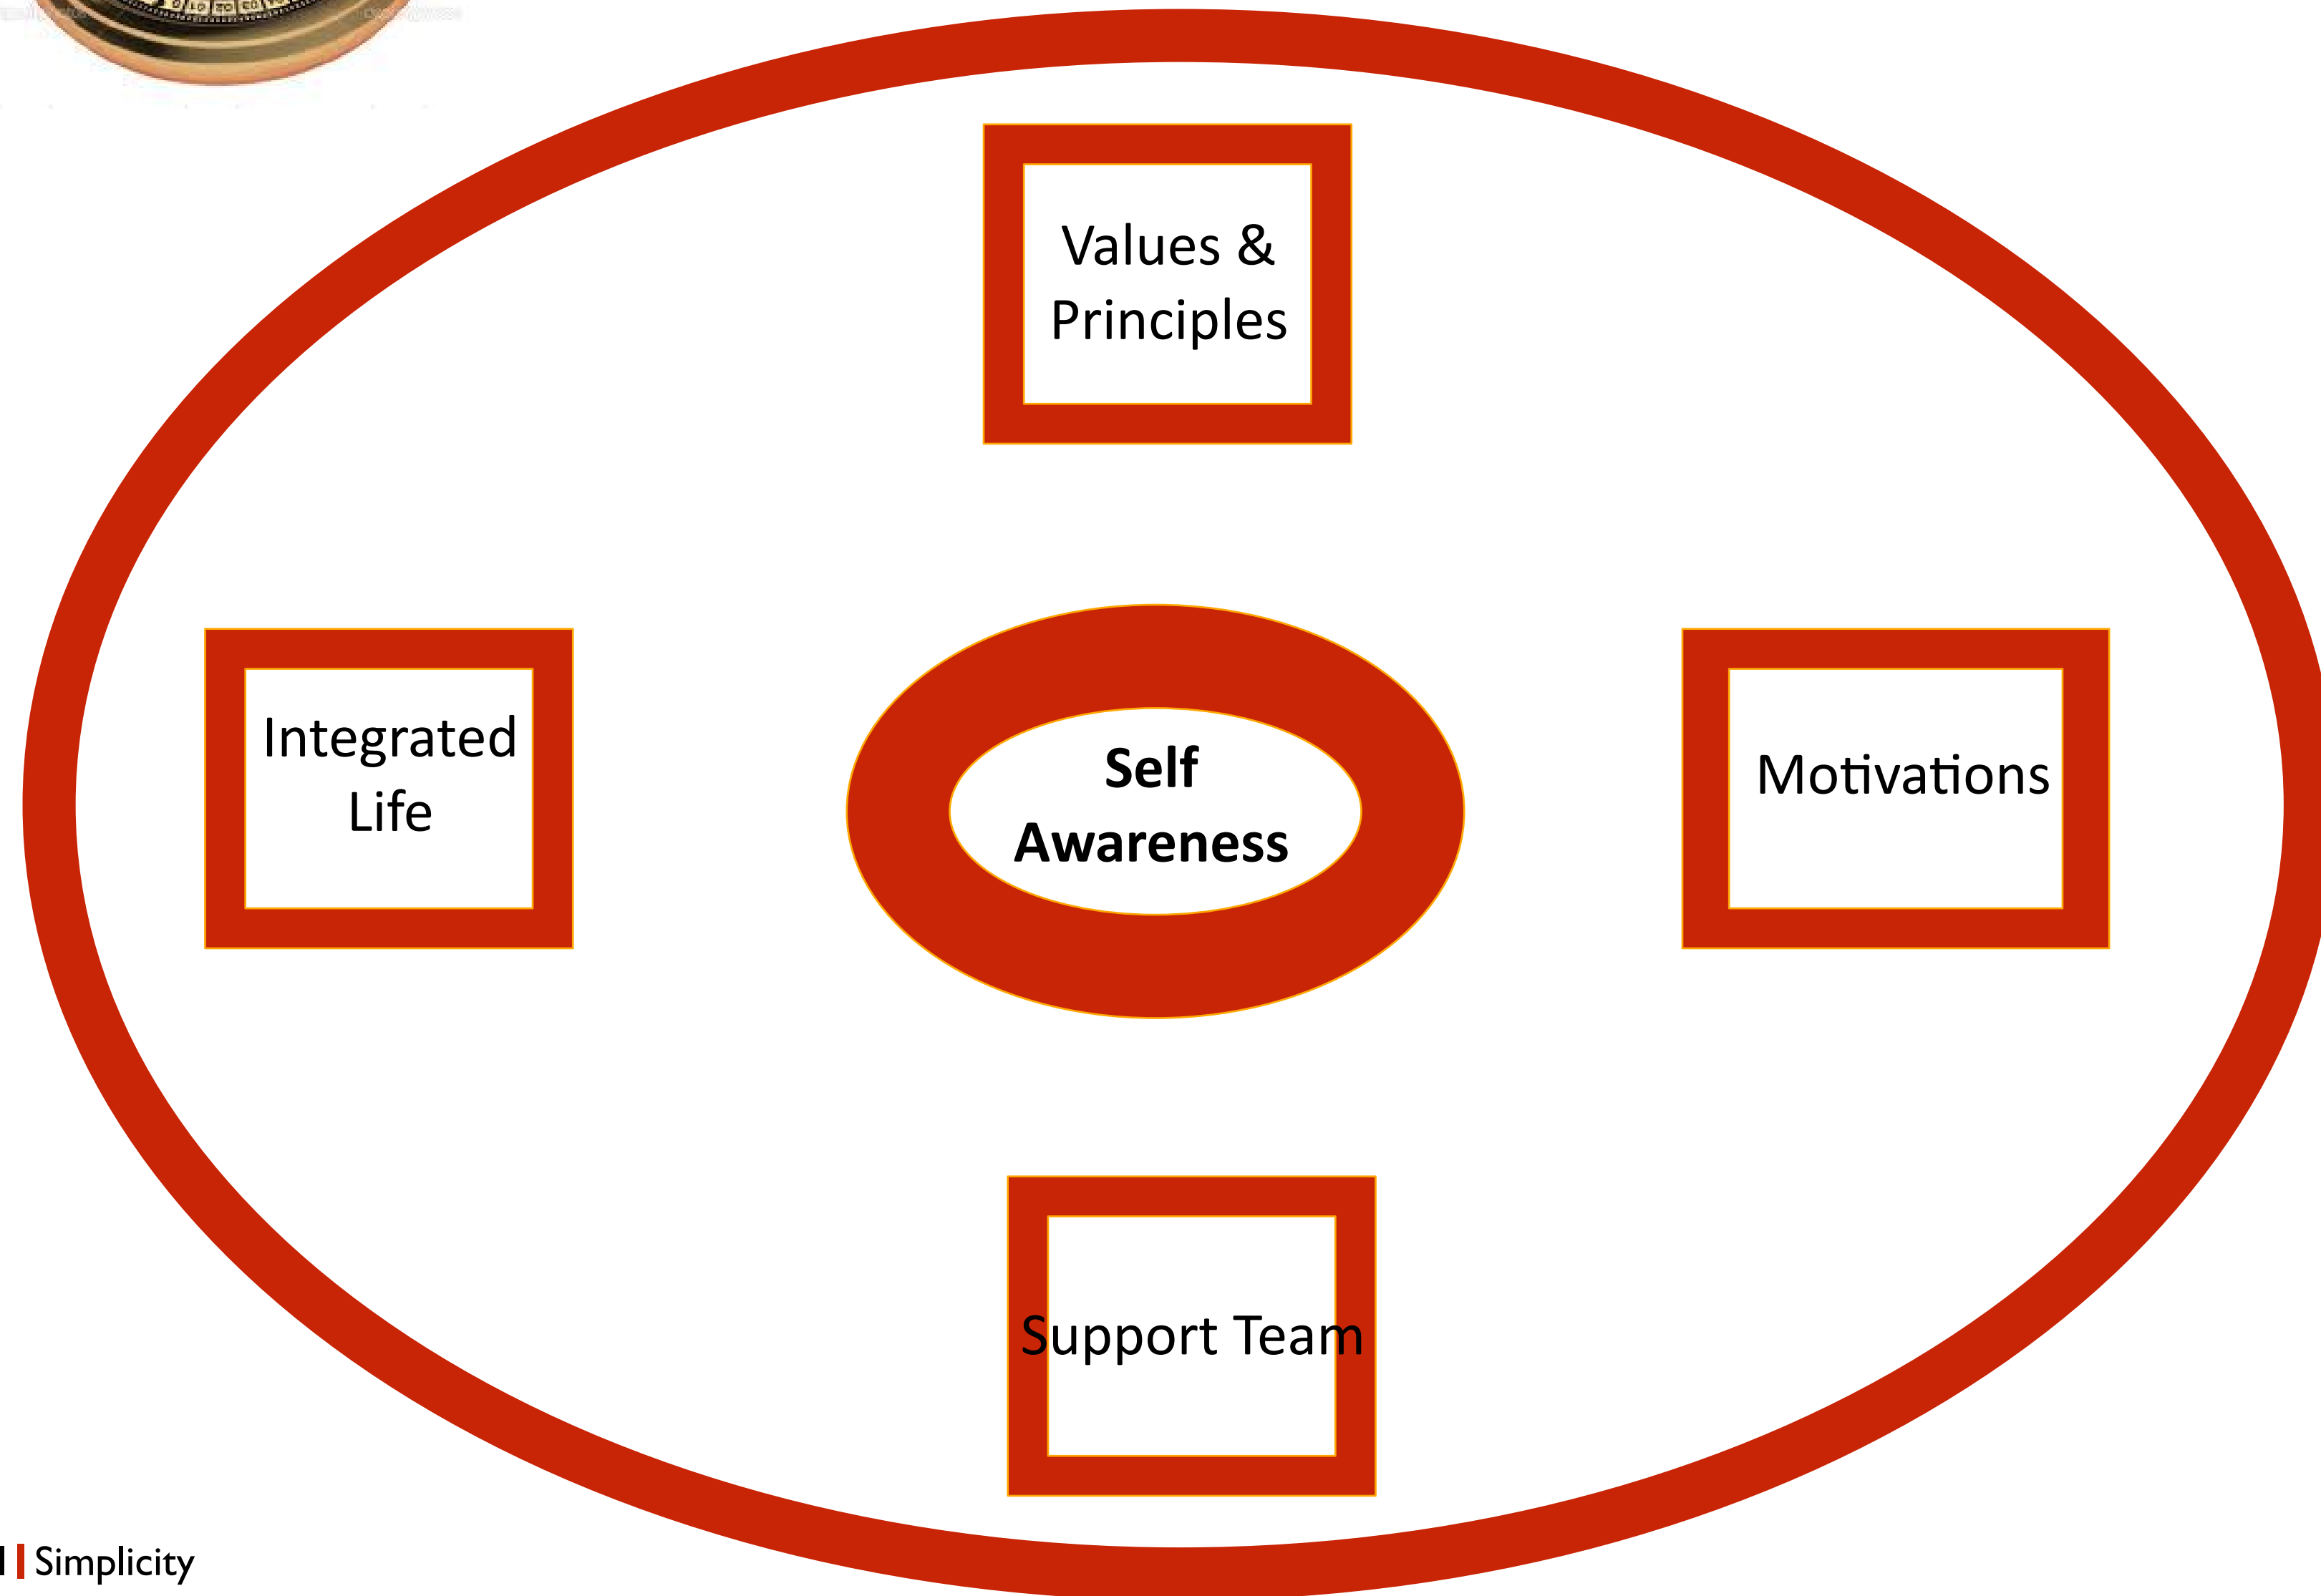 Values &
Principles
Integrated
Life
Self
Awareness
Motivations
Support Team
Simplicity